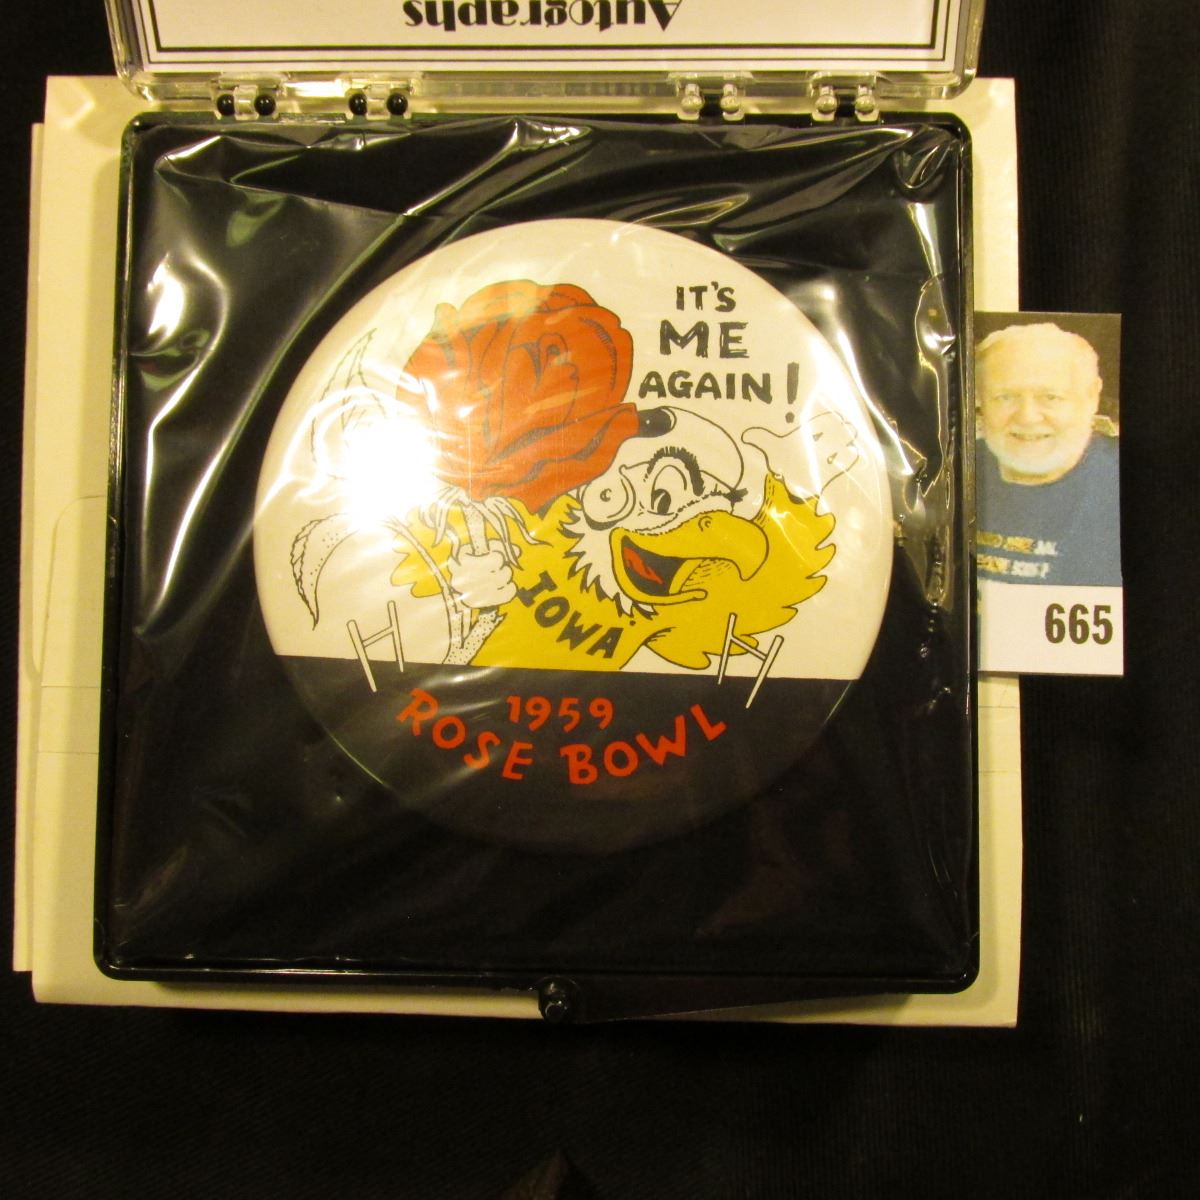 Autographs
IT'S
ME
AGAIN!
IOWA
1959
ROSE BOWL
665